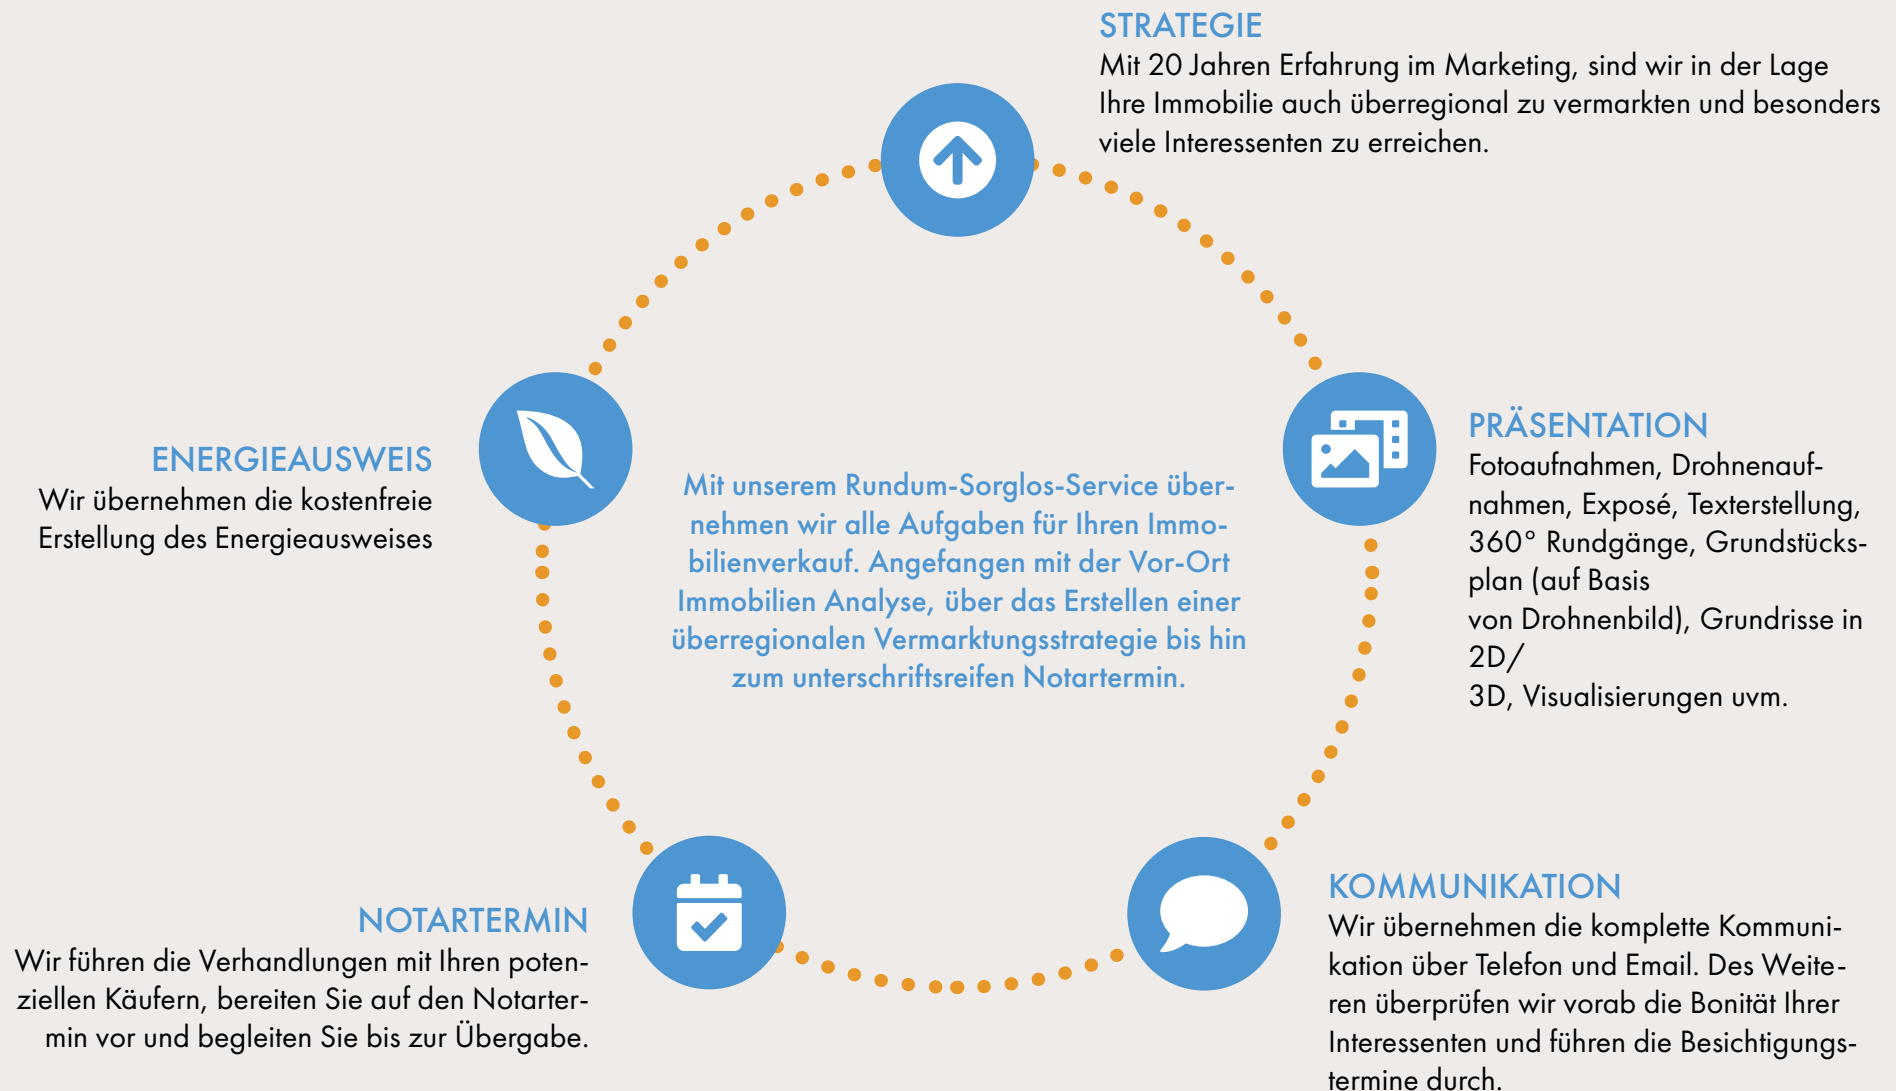 STRATEGIE
Mit 20 Jahren Erfahrung im Marketing, sind wir in der Lage
Ihre Immobilie auch überregional zu vermarkten und besonders
viele Interessenten zu erreichen.
PRÄSENTATION
Fotoaufnahmen, Drohnenauf-
nahmen, Exposé, Texterstellung,
360° Rundgänge, Grundstücks-
plan (auf Basis
von Drohnenbild), Grundrisse in
2D/
3D, Visualisierungen uvm.
KOMMUNIKATION
Wir übernehmen die komplette Kommuni-
kation über Telefon und Email. Des Weite-
ren überprüfen wir vorab die Bonität Ihrer
Interessenten und führen die Besichtigungs-
termine durch.
NOTARTERMIN
Wir führen die Verhandlungen mit Ihren poten-
ziellen Käufern, bereiten Sie auf den Notarter-
min vor und begleiten Sie bis zur Übergabe.
ENERGIEAUSWEIS
Wir übernehmen die kostenfreie
Erstellung des Energieausweises
Mit unserem Rundum-Sorglos-Service über-
nehmen wir alle Aufgaben für Ihren Immo-
bilienverkauf. Angefangen mit der Vor-Ort
Immobilien Analyse, über das Erstellen einer
überregionalen Vermarktungsstrategie bis hin
zum unterschriftsreifen Notartermin.